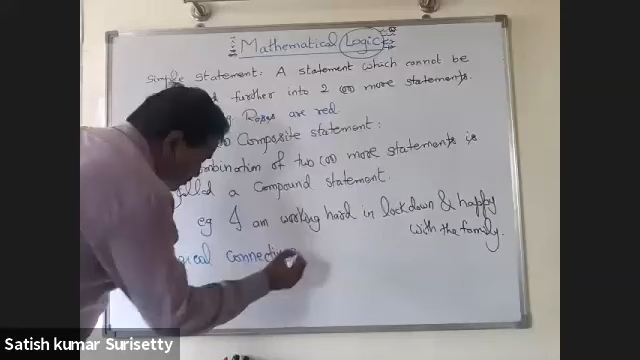 Mathematical Logic
Simple Statement: A statement which cannot be
further into 2 (or) more statements.
Roses are red
Composite statement:
combination of two (or) more statements is
called a Compound statement.
eg I am working hard in lockdown & happy
with the family.
connective
Satish kumar Surisetty